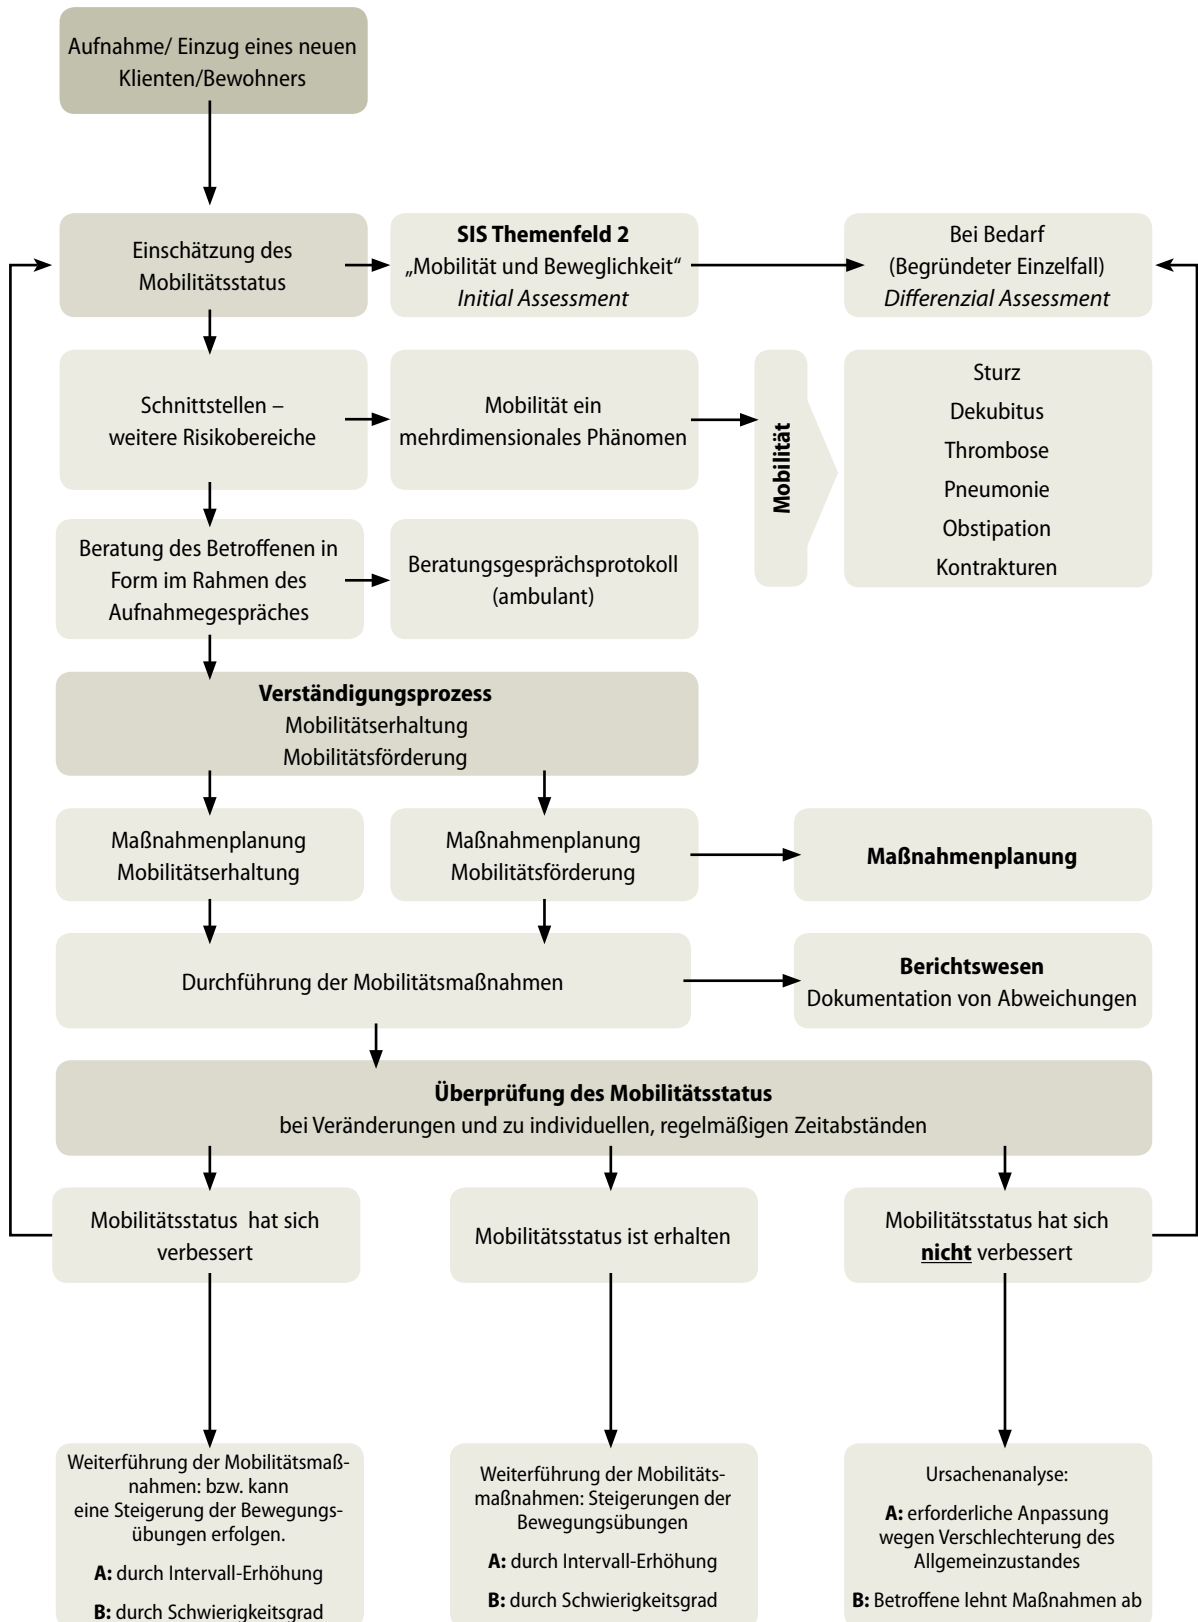 Aufnahme/ Einzug eines neuen
Klienten/Bewohners
Einschätzung des
Mobilitätsstatus
SIS Themenfeld 2
„Mobilität und Beweglichkeit“
Initial Assessment
Bei Bedarf
(Begründeter Einzelfall)
Differenzial Assessment
Schnittstellen –
weitere Risikobereiche
Mobilität ein
mehrdimensionales Phänomen
Mobilität
Sturz
Dekubitus
Thrombose
Pneumonie
Obstipation
Kontrakturen
Beratung des Betroffenen in
Form im Rahmen des
Aufnahmegespräches
Beratungsgesprächsprotokoll
(ambulant)
Verständigungsprozess
Mobilitätserhaltung
Mobilitätsförderung
Maßnahmenplanung
Mobilitätserhaltung
Maßnahmenplanung
Mobilitätsförderung
Maßnahmenplanung
Durchführung der Mobilitätsmaßnahmen
Berichtswesen
Dokumentation von Abweichungen
Überprüfung des Mobilitätsstatus
bei Veränderungen und zu individuellen, regelmäßigen Zeitabständen
Mobilitätsstatus hat sich
verbessert
Mobilitätsstatus ist erhalten
Mobilitätsstatus hat sich
nicht verbessert
Weiterführung der Mobilitätsmaß-
nahmen: bzw. kann
eine Steigerung der Bewegungs-
übungen erfolgen.
A: durch Intervall-Erhöhung
B: durch Schwierigkeitsgrad
Weiterführung der Mobilitäts-
maßnahmen: Steigerungen der
Bewegungsübungen
A: durch Intervall-Erhöhung
B: durch Schwierigkeitsgrad
Ursachenanalyse:
A: erforderliche Anpassung
wegen Verschlechterung des
Allgemeinzustandes
B: Betroffene lehnt Maßnahmen ab